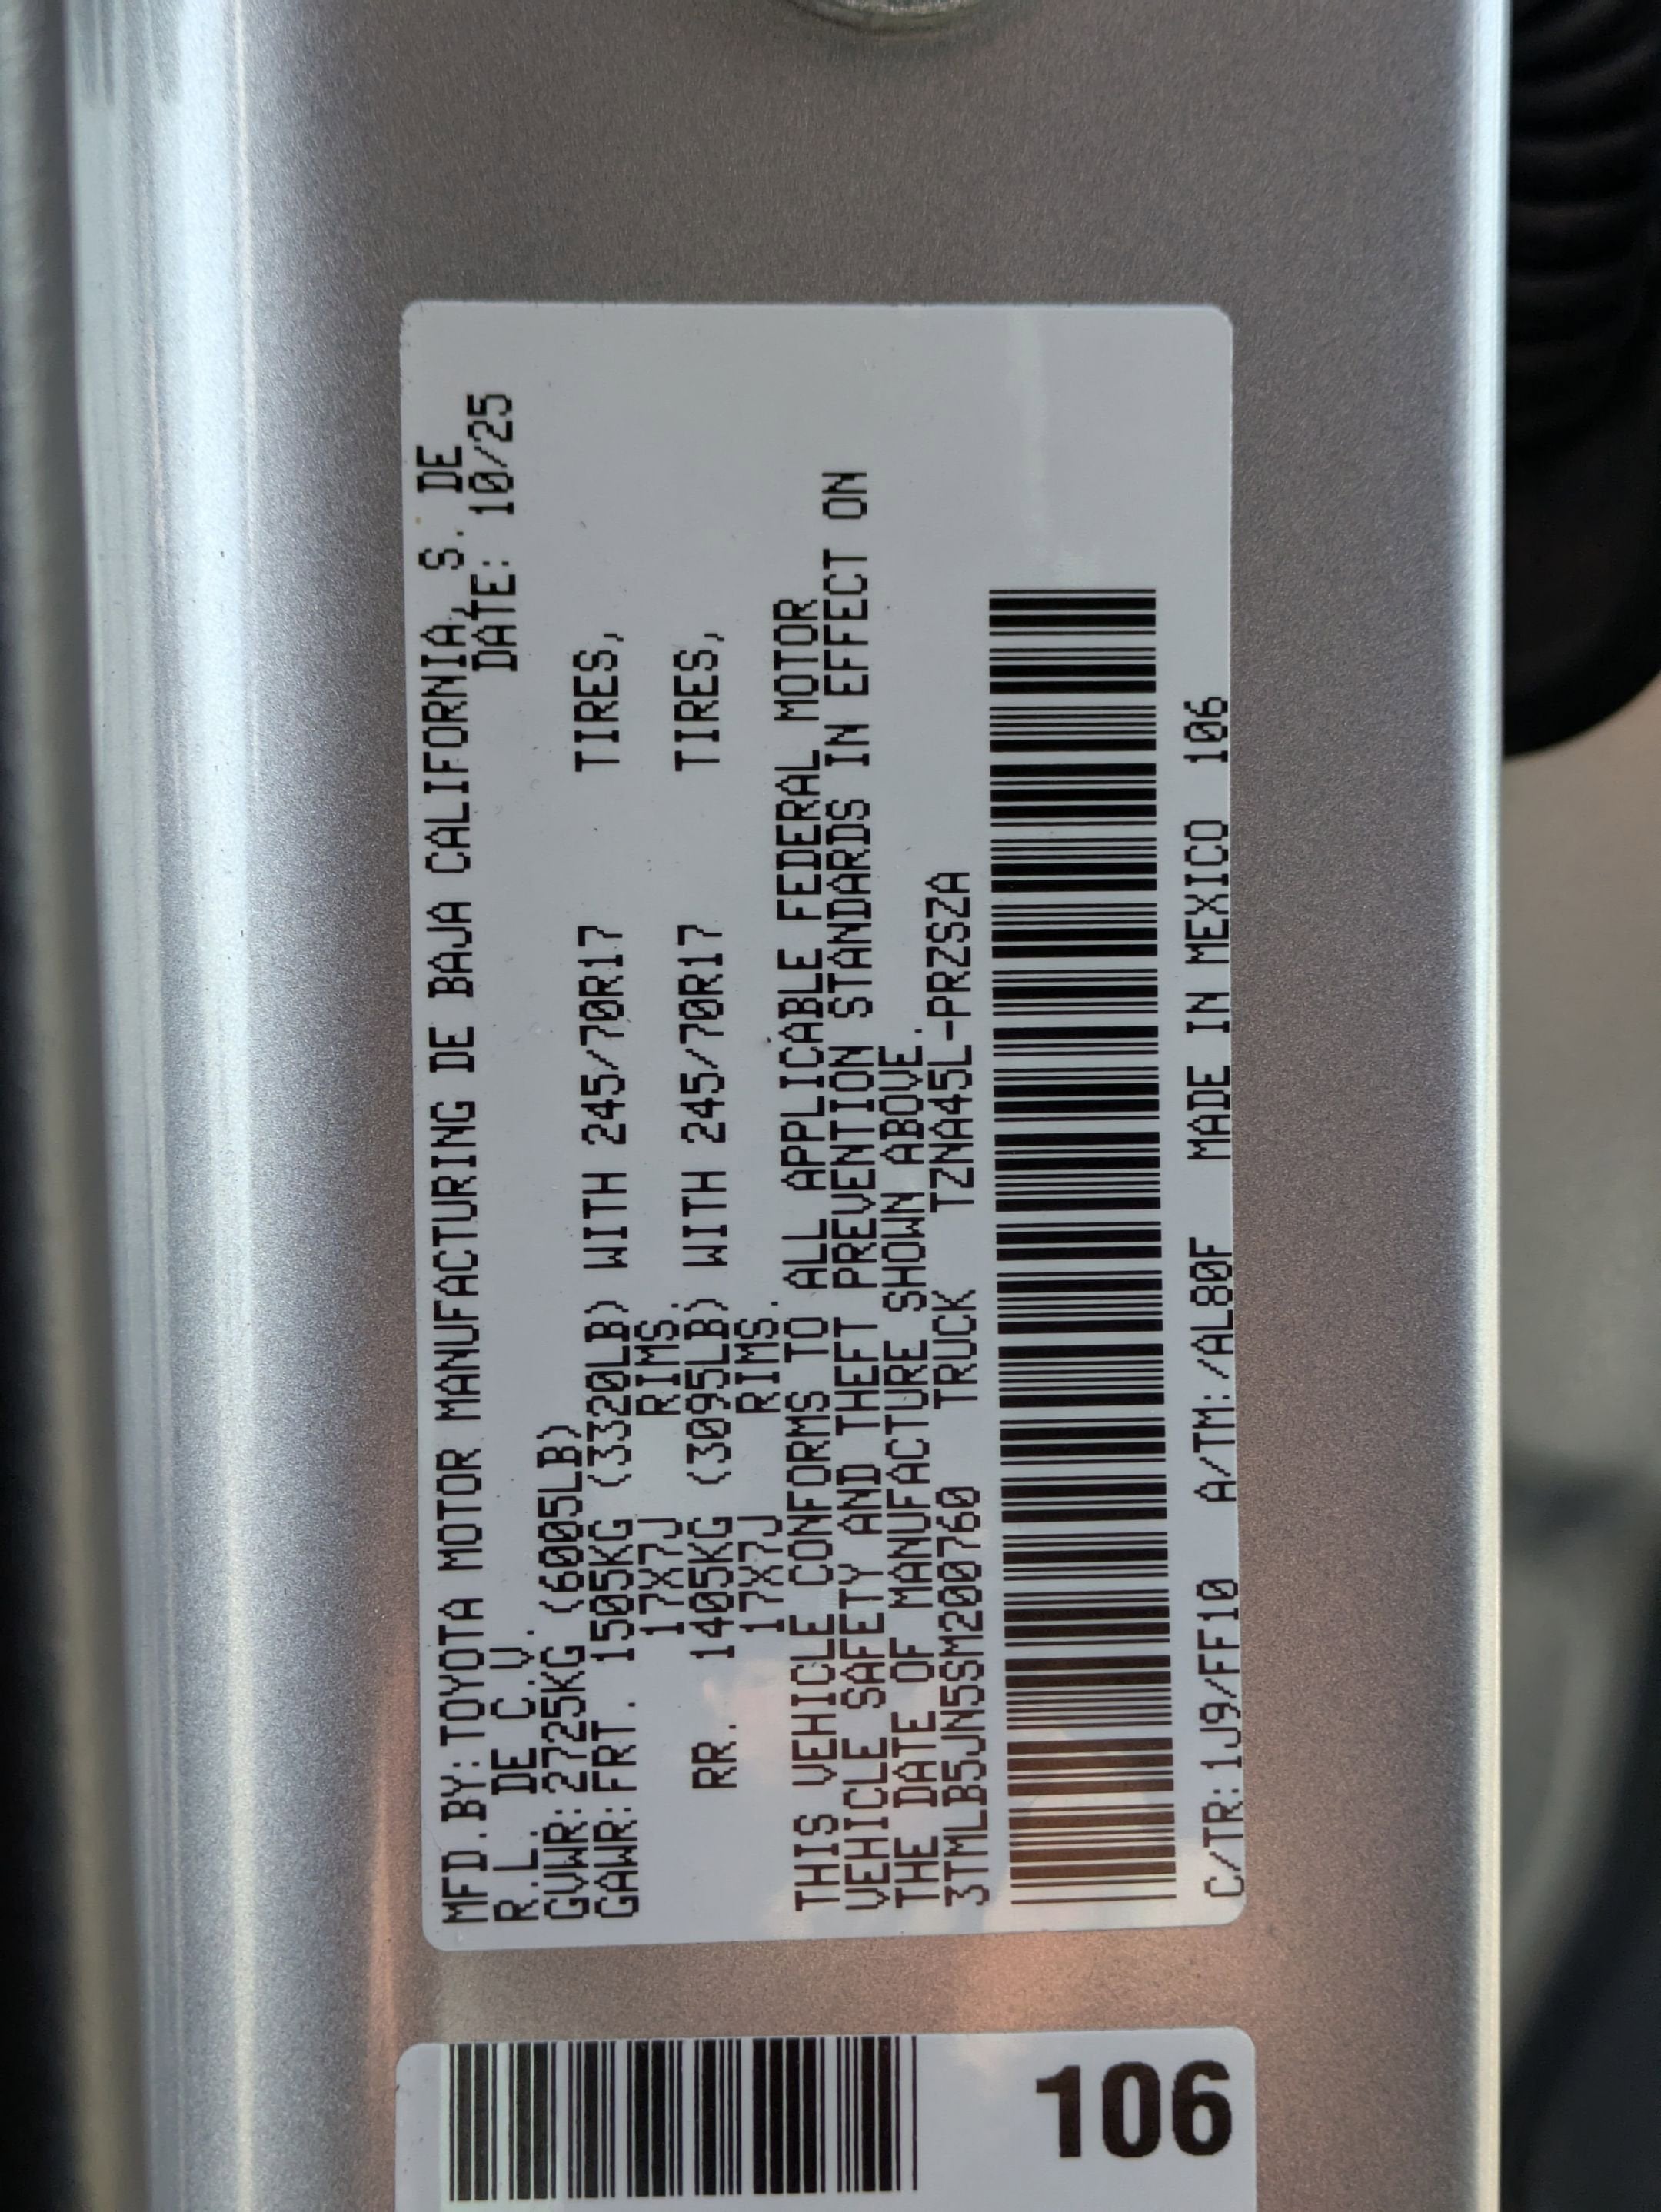 MFD.BY:TOYOTA MOTOR MANUFACTURING DE BAJA CALIFORNIA, S. DE
R.L. DE C.V. DATE: 10/25
GVWR:2725KG (6005LB)
GAWR:FRT. 1505KG (3320LB) WITH 245/70R17 TIRES,
17X7J RIMS.
RR. 1405KG (3095LB) WITH 245/70R17 TIRES,
17X7J RIMS.
THIS VEHICLE CONFORMS TO ALL APPLICABLE FEDERAL MOTOR
VEHICLE SAFETY AND THEFT PREVENTION STANDARDS IN EFFECT ON
THE DATE OF MANUFACTURE SHOWN ABOVE.
3TMLB5JN5SM200760 TRUCK TZNA45L-PRZSZA
C/TR:1J9/FF10 A/TM:/AL80F MADE IN MEXICO 106
106